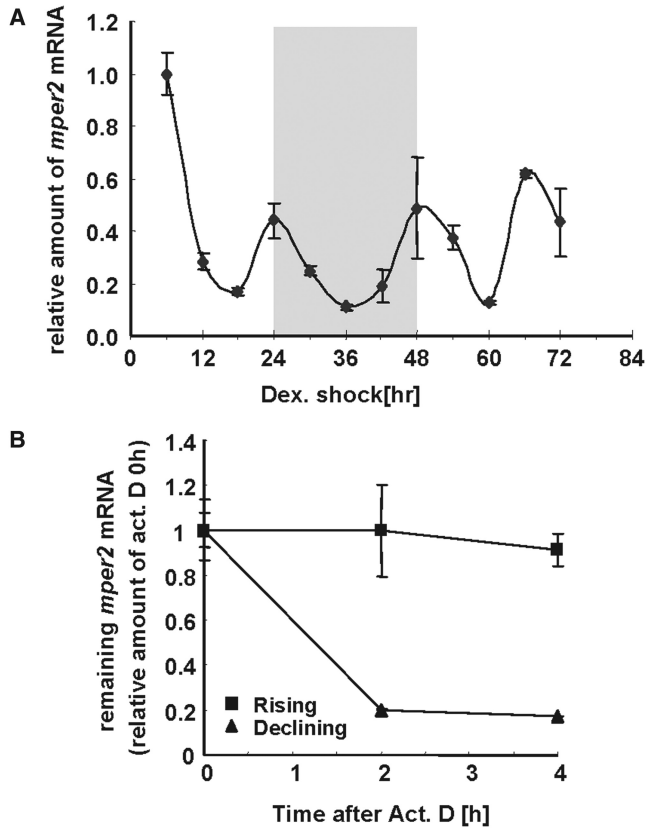 A
relative amount of mper2 mRNA
1.2
1.0
0.8
0.6
0.4
0.2
0.0
0 12 24 36 48 60 72 84
Dex. shock[hr]
B
remaining mper2 mRNA
(relative amount of act. D 0h)
1.4
1.2
1
0.8
0.6
0.4
0.2
0
Rising
Declining
0 1 2 3 4
Time after Act. D [h]